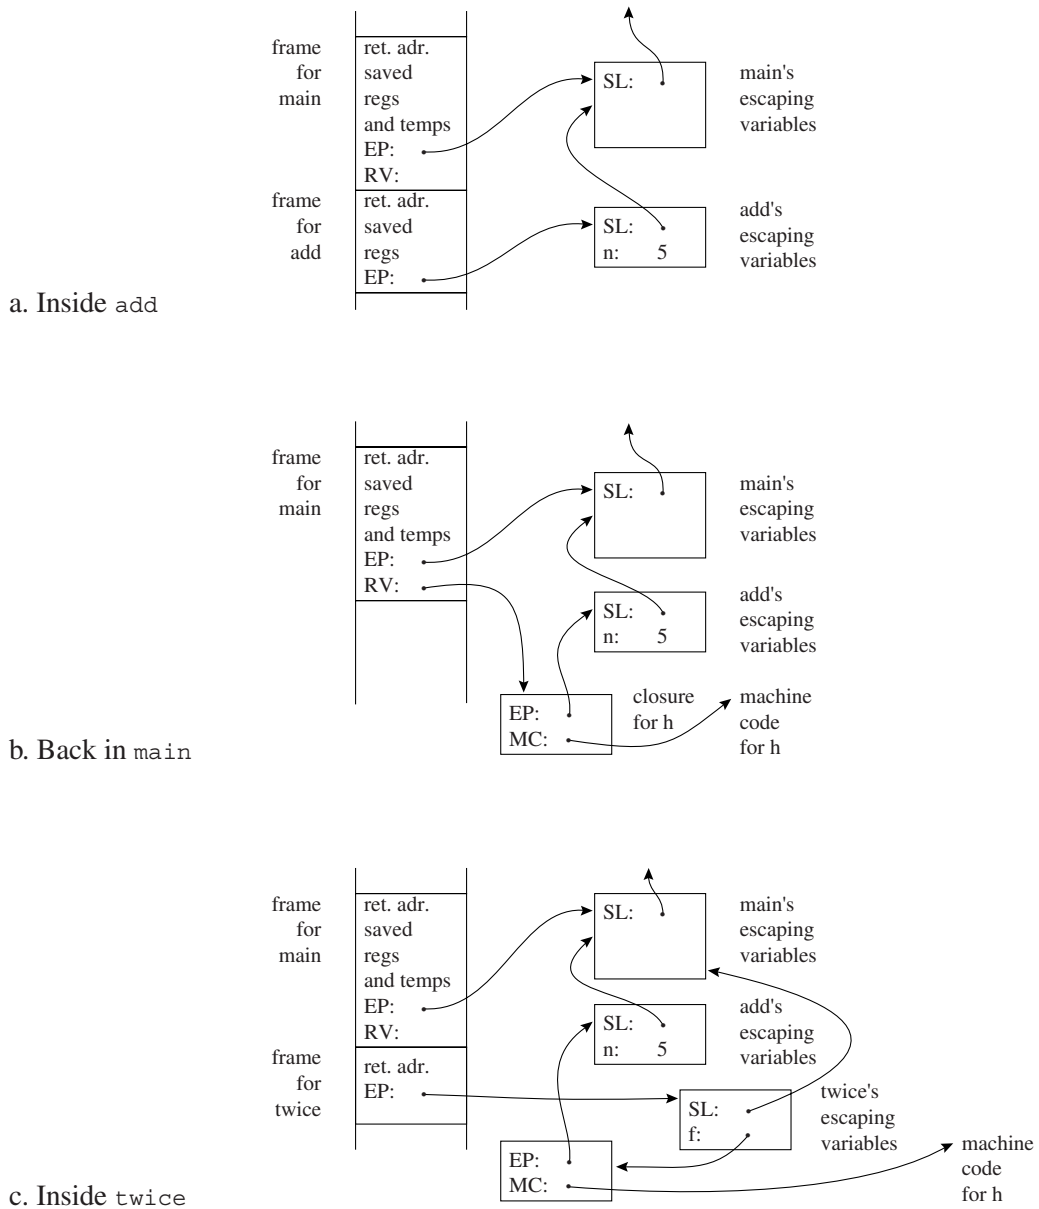 frame
for
main
ret. adr.
saved
regs
and temps
EP:
RV:
SL:
main's
escaping
variables
frame
for
add
ret. adr.
saved
regs
EP:
SL:
n: 5
add's
escaping
variables
a. Inside add
frame
for
main
ret. adr.
saved
regs
and temps
EP:
RV:
SL:
main's
escaping
variables
SL:
n: 5
add's
escaping
variables
EP:
MC:
closure
for h
machine
code
for h
b. Back in main
frame
for
main
ret. adr.
saved
regs
and temps
EP:
RV:
SL:
main's
escaping
variables
SL:
n: 5
add's
escaping
variables
frame
for
twice
ret. adr.
EP:
SL:
f:
twice's
escaping
variables
EP:
MC:
machine
code
for h
c. Inside twice